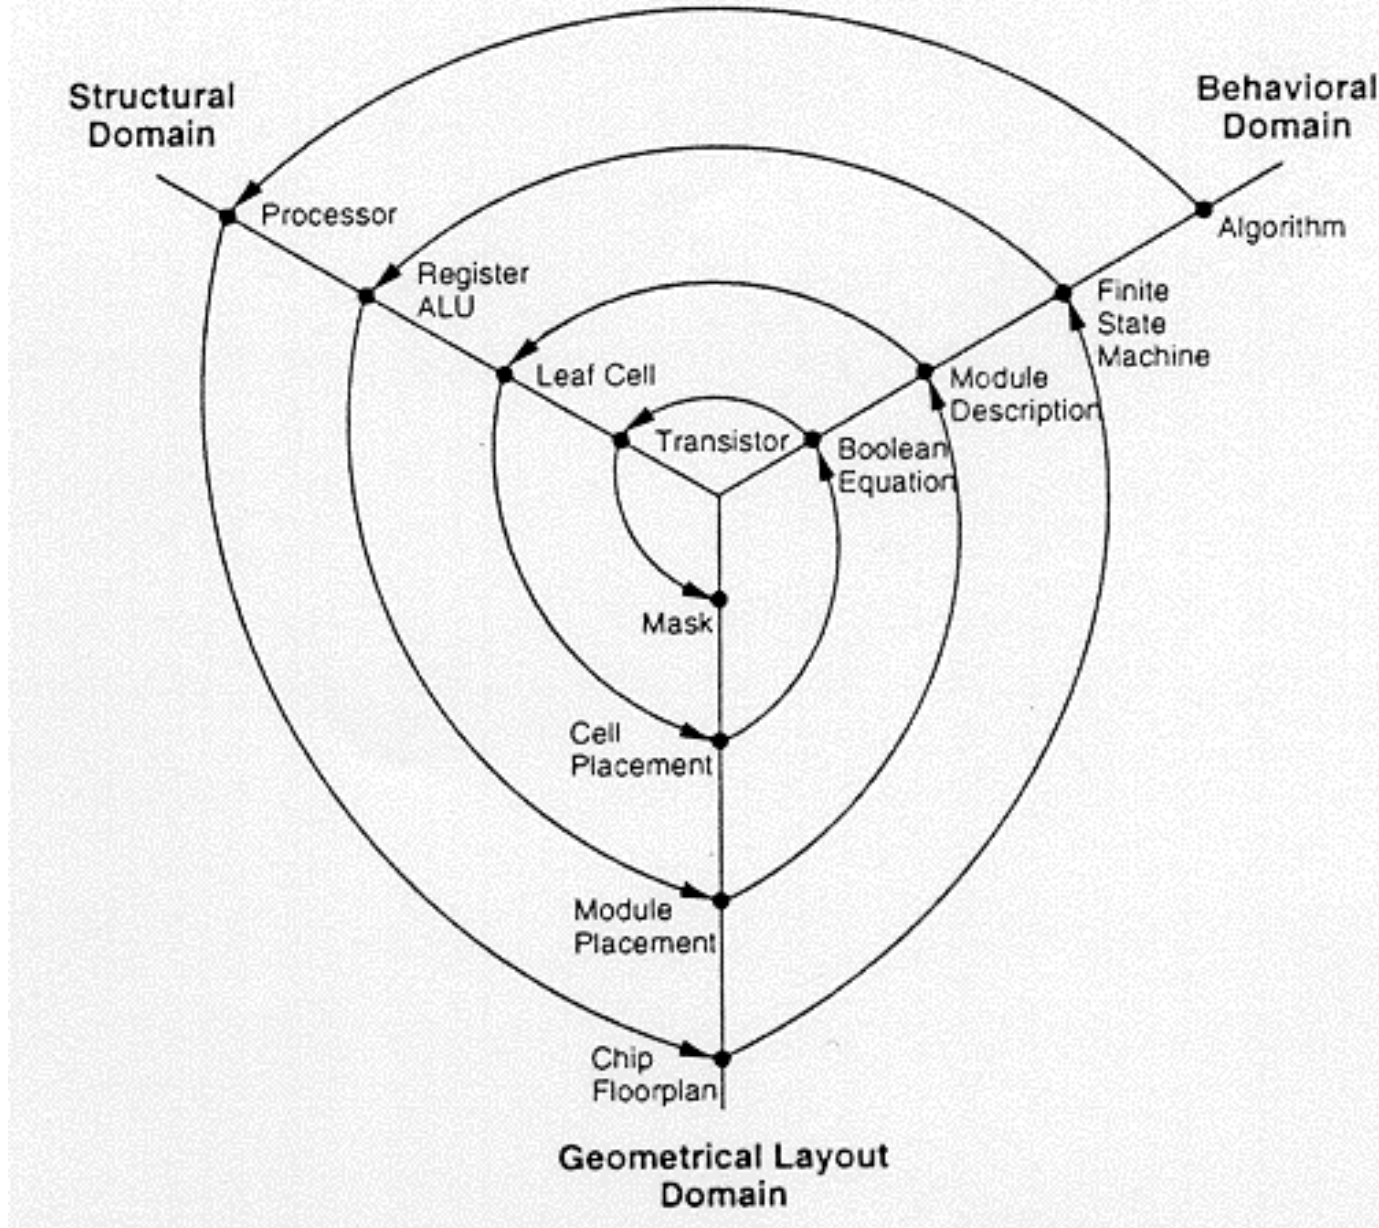 Structural
Domain
Behavioral
Domain
Processor
Algorithm
Register
ALU
Finite
State
Machine
Leaf Cell
Module
Description
Transistor
Boolean
Equation
Mask
Cell
Placement
Module
Placement
Chip
Floorplan
Geometrical Layout
Domain